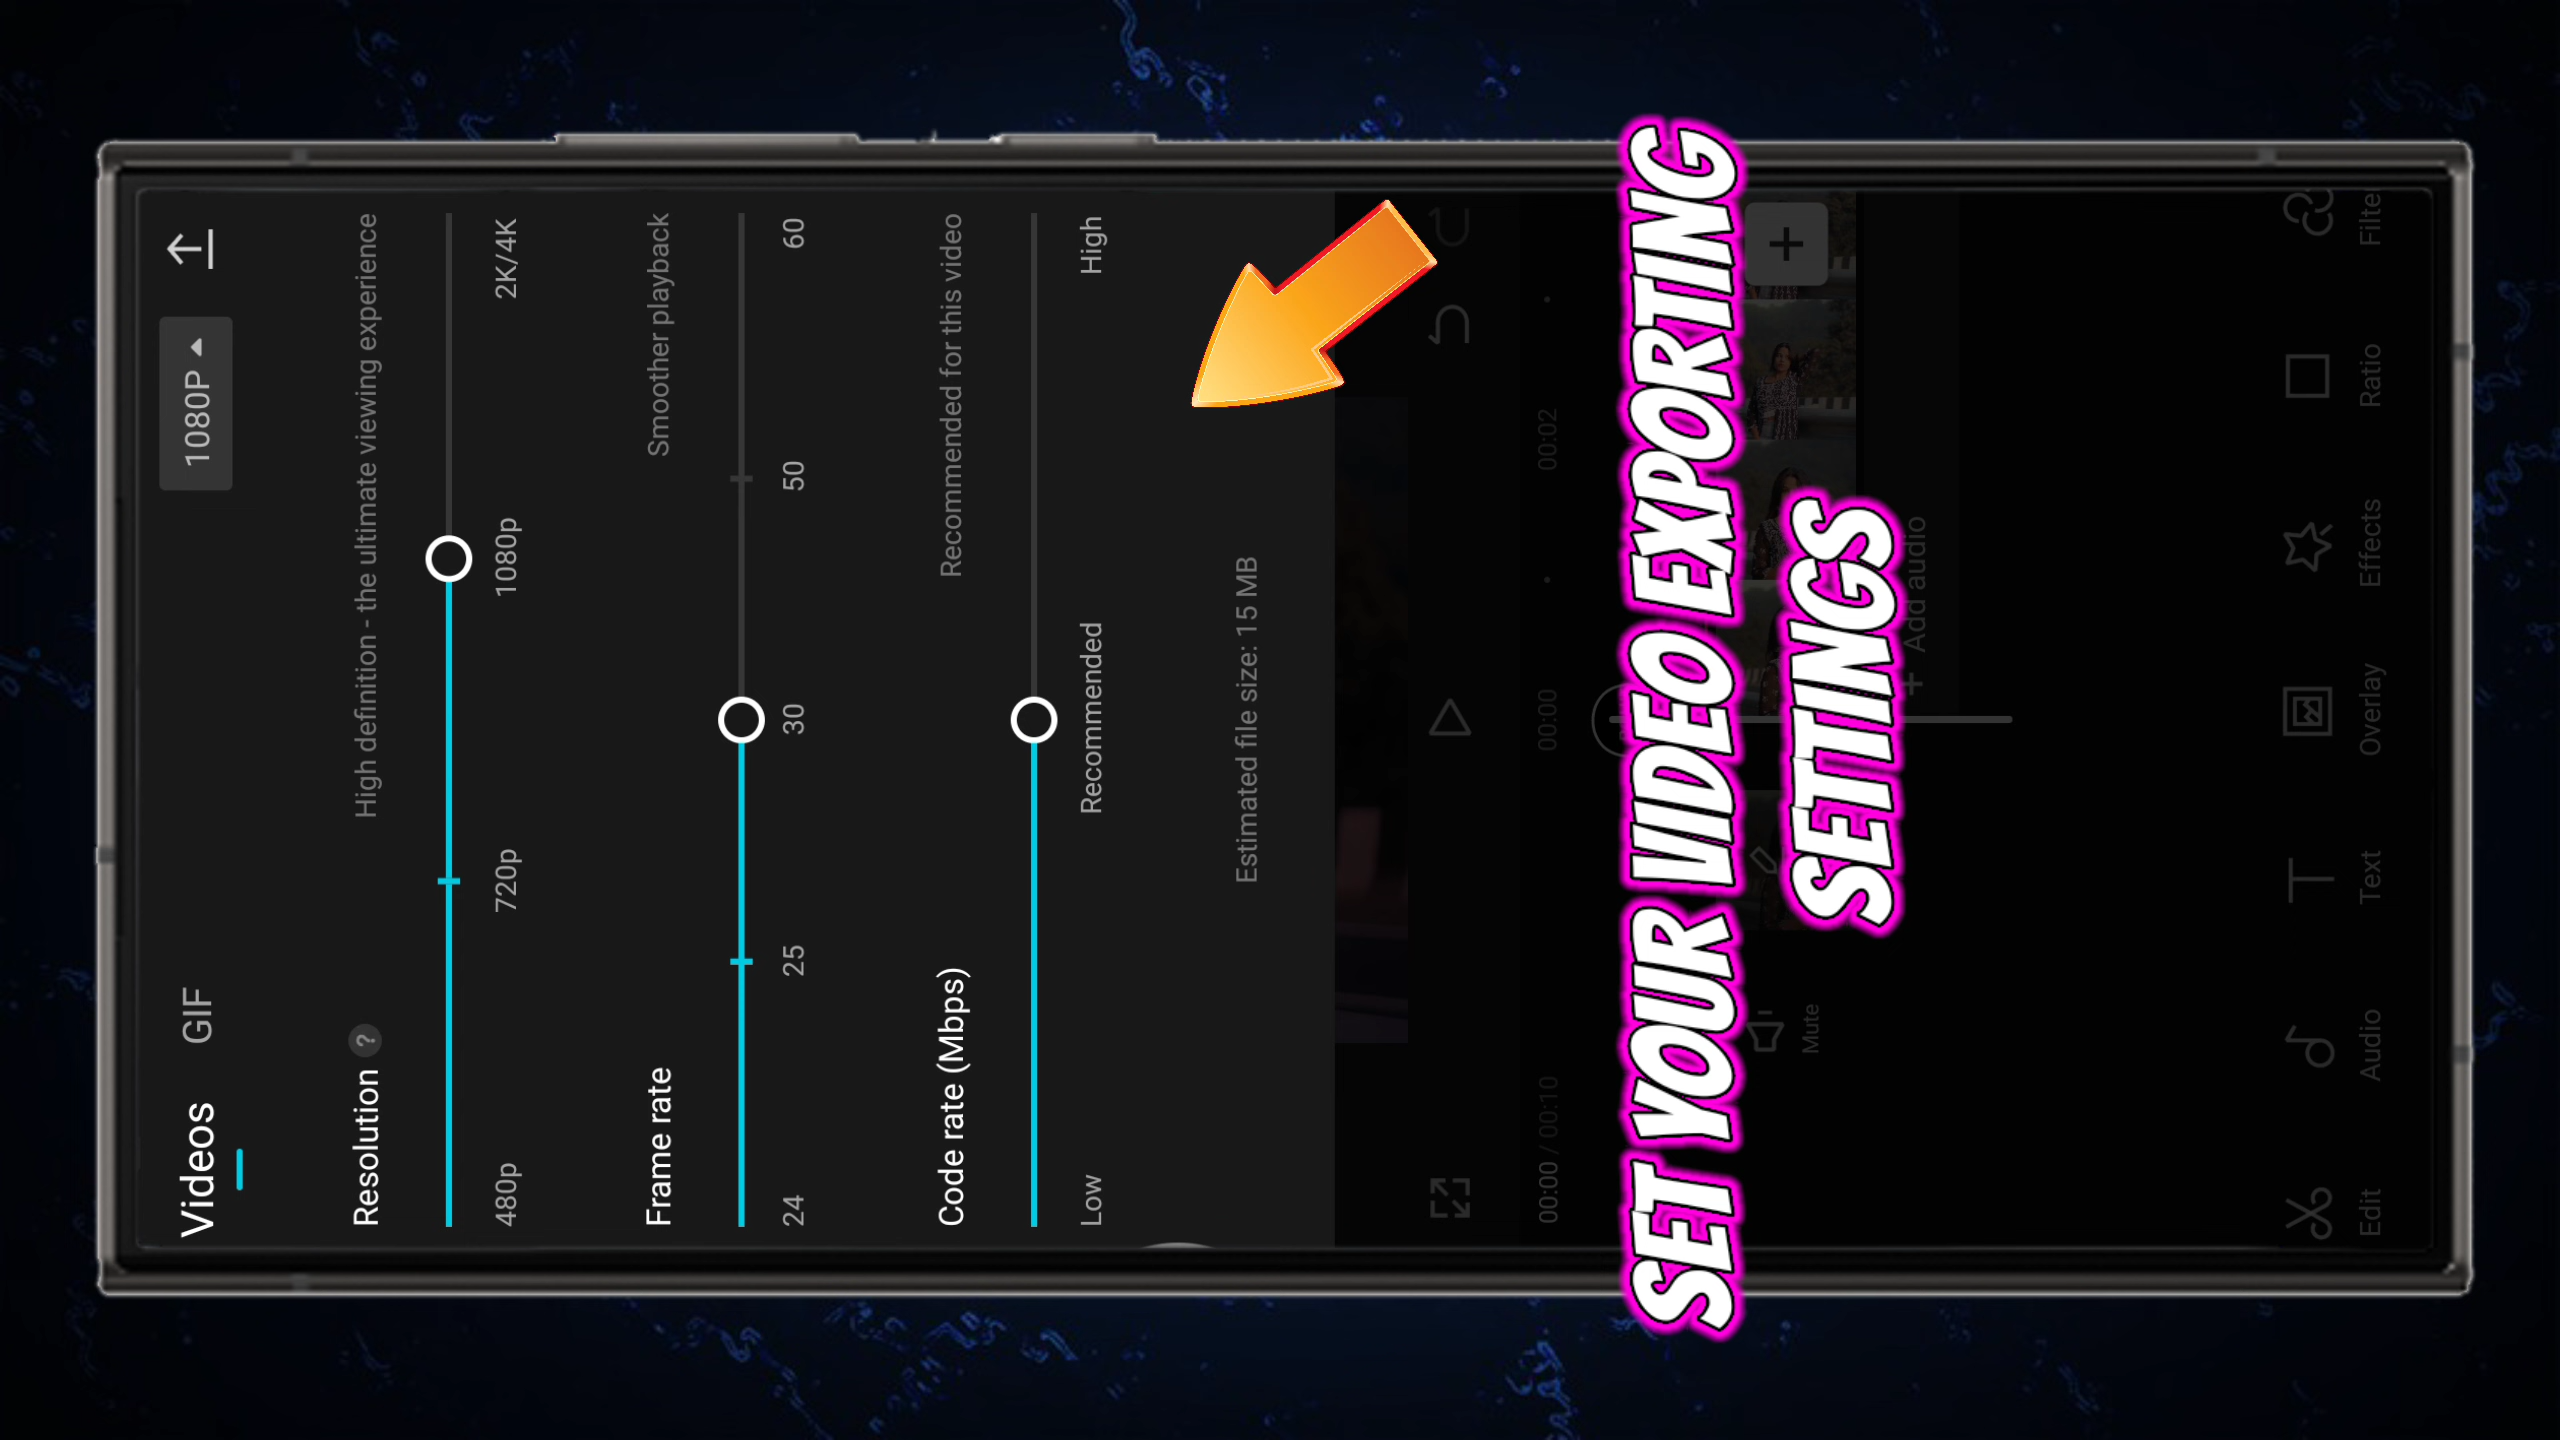 1080P
Videos GIF
Resolution ? High definition - the ultimate viewing experience
480p 720p 1080p 2K/4K
Frame rate Smoother playback
24 25 30 50 60
Code rate (Mbps) Recommended for this video
Low Recommended High
Estimated file size: 15 MB
00:00 / 00:10 00:00 00:02
SET YOUR VIDEO EXPORTING
SETTINGS
Mute
+ Add audio
Edit Audio Text Overlay Effects Ratio Filte